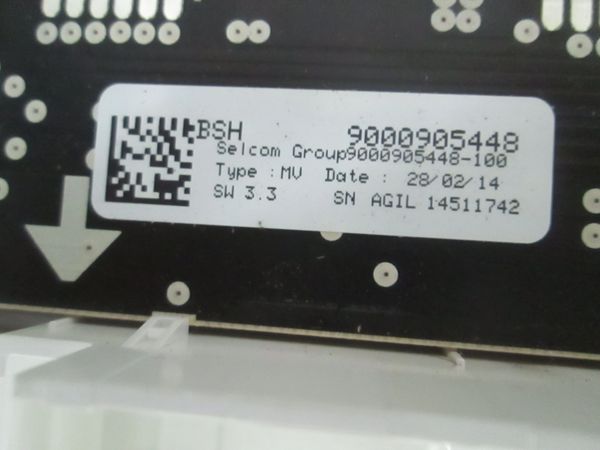 BSH 9000905448
Selcom Group9000905448-100
Type :MV Date : 28/02/14
SW 3.3 SN AGIL 14511742